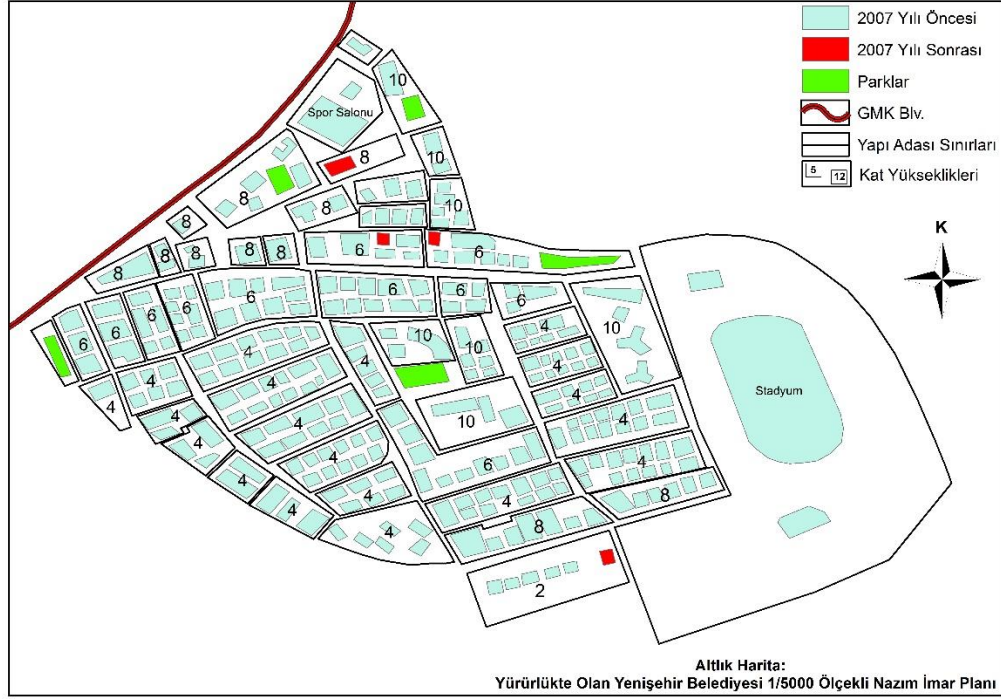 2007 Yılı Öncesi
2007 Yılı Sonrası
Parklar
GMK Blv.
Yapı Adası Sınırları
5 12 Kat Yükseklikleri
K
10
Spor Salonu
8 10
8 8 10
8
8 8 8 8 8 6 6
6 6 6 6 6 6 6 6
4 10 10 10 4
4 4 4 4 4
4 4 4 4
Stadyum
4 4 10 4
4 4 6 4
4 4 4 8
4 8
2
Altlık Harita:
Yürürlükte Olan Yenişehir Belediyesi 1/5000 Ölçekli Nazım İmar Planı